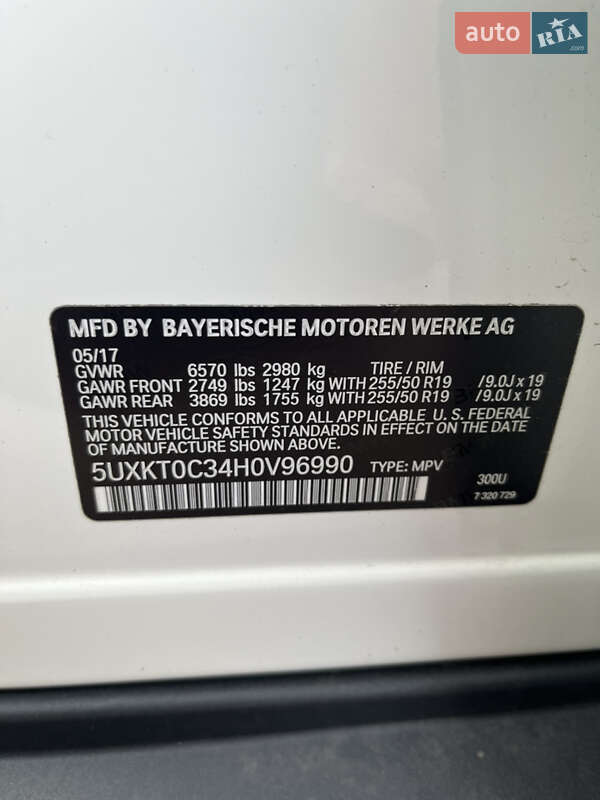 auto RIA .com
MFD BY BAYERISCHE MOTOREN WERKE AG
05/17
GVWR 6570 lbs 2980 kg TIRE / RIM
GAWR FRONT 2749 lbs 1247 kg WITH 255/50 R19 /9.0J x 19
GAWR REAR 3869 lbs 1755 kg WITH 255/50 R19 /9.0J x 19
THIS VEHICLE CONFORMS TO ALL APPLICABLE U. S. FEDERAL
MOTOR VEHICLE SAFETY STANDARDS IN EFFECT ON THE DATE
OF MANUFACTURE SHOWN ABOVE.
5UXKT0C34H0V96990 TYPE: MPV
300U
7 320 729